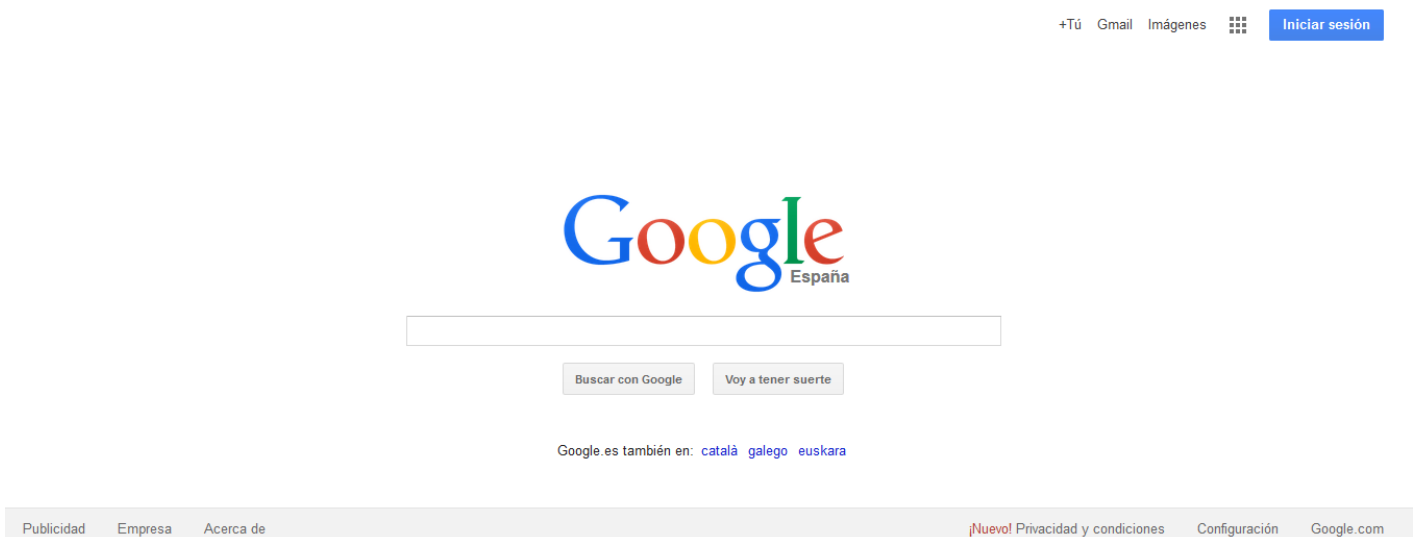 +Tú Gmail Imágenes Iniciar sesión
Google
España
Buscar con Google Voy a tener suerte
Google.es también en: català galego euskara
Publicidad Empresa Acerca de ¡Nuevo! Privacidad y condiciones Configuración Google.com